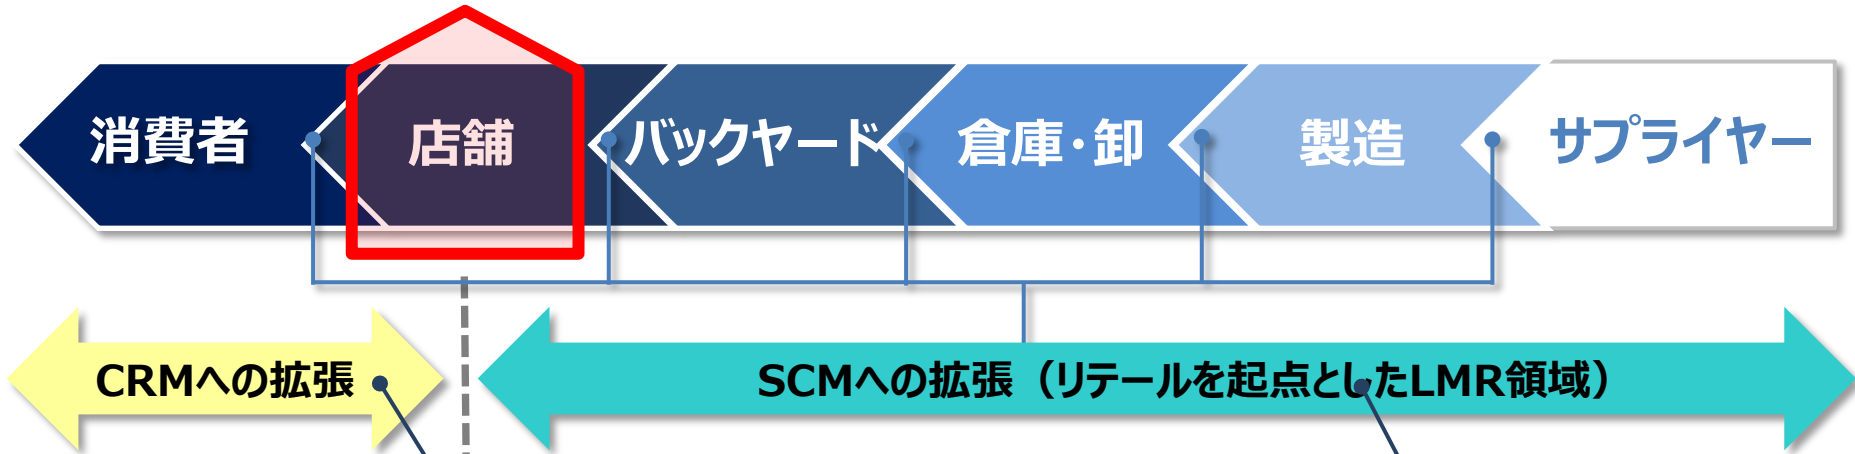 消費者
店舗
バックヤード
倉庫・卸
製造
サプライヤー
CRMへの拡張
SCMへの拡張（リテールを起点としたLMR領域）